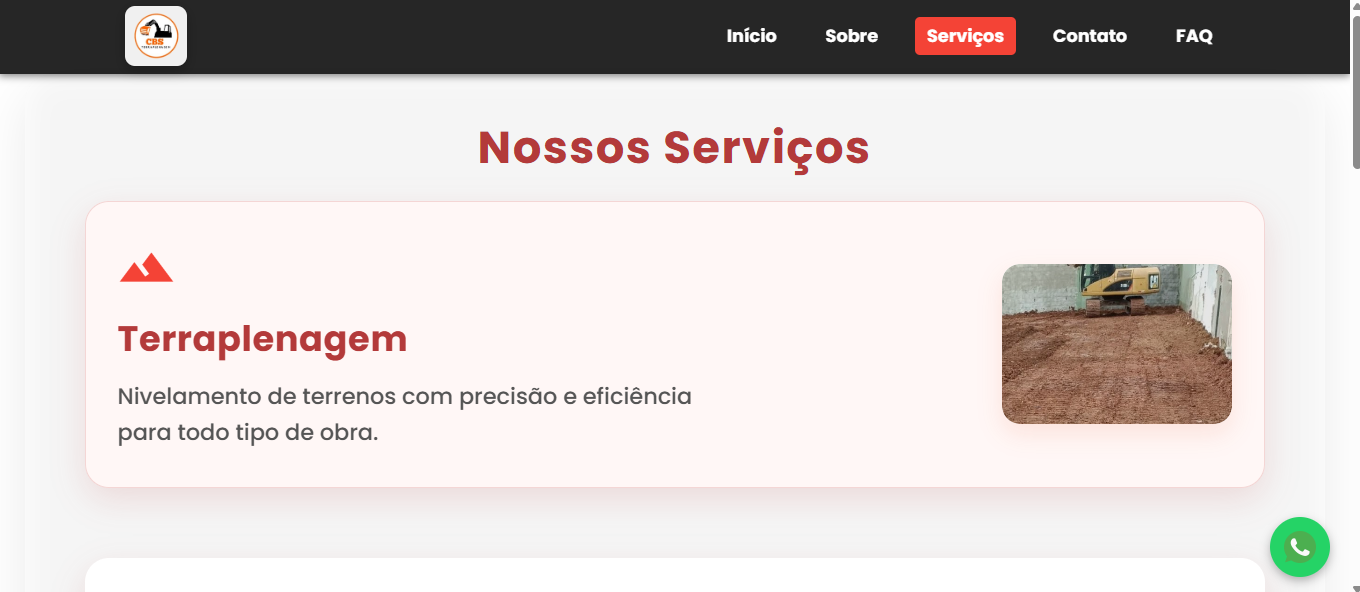 CBS
TERRAPLENAGEM
Início
Sobre
Serviços
Contato
FAQ
Nossos Serviços
Terraplenagem
Nivelamento de terrenos com precisão e eficiência
para todo tipo de obra.